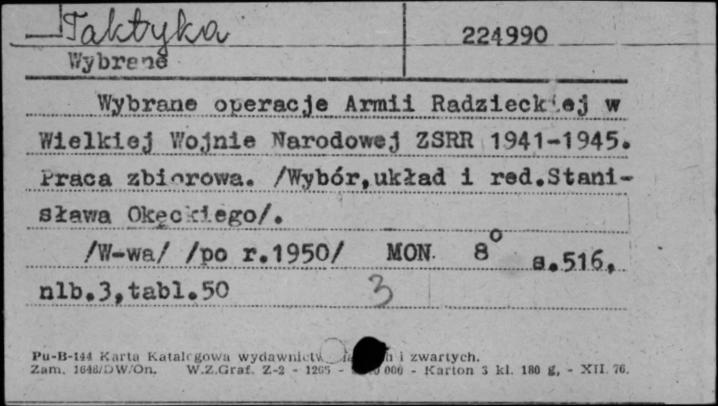 Taktyka
224990
Wybrane
Wybrane operacje Armii Radzieckiej w
Wielkiej Wojnie Narodowej ZSRR 1941-1945.
Praca zbiorowa. /Wybór,układ i red.Stani-
sława Okęckiego/.
/W-wa/ /po r.1950/ MON. 8° s.516,
nlb.3,tabl.50
3
Pu-B-144 Karta Katalogowa wydawnictw i zwartych.
Zam. 1648/DW/On. W.Z.Graf. Z-2 - 1265 - 000 - Karton 3 kl. 180 g, - XII. 76.